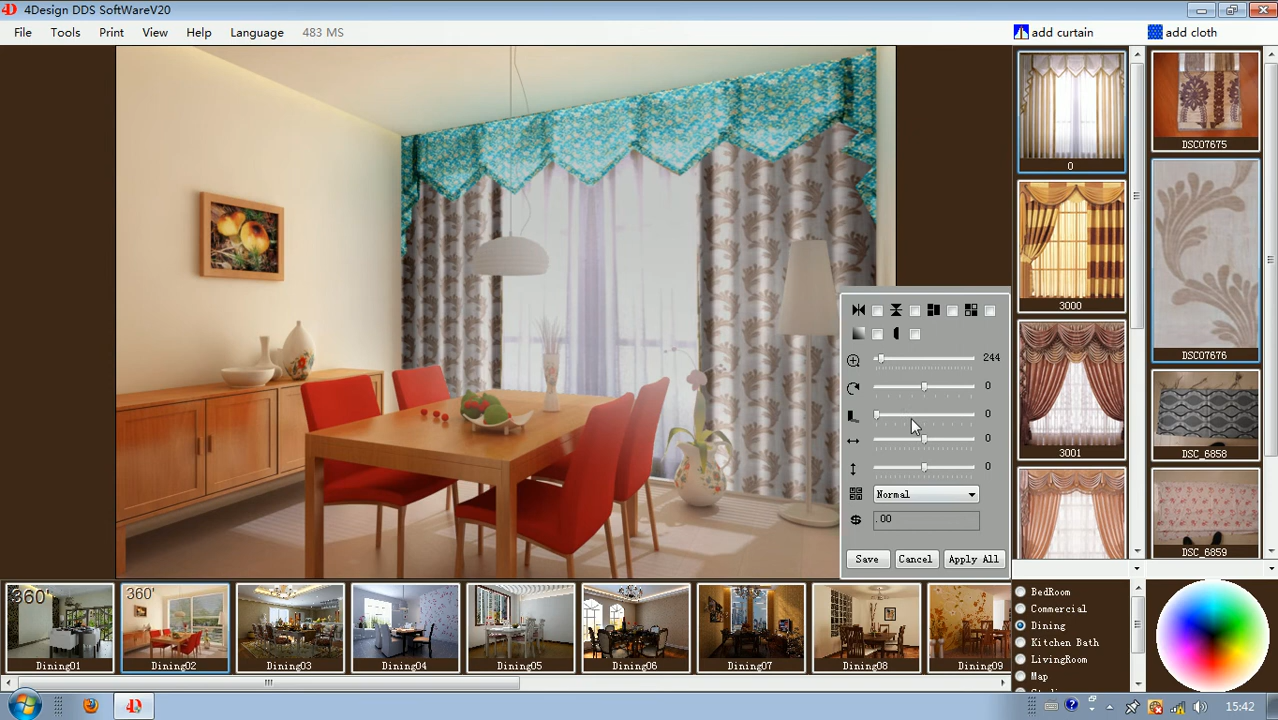 4Design DDS SoftWareV20
File Tools Print View Help Language 483 MS
add curtain add cloth
0
3000
3001
DSC07675
DSC07676
DSC_6858
DSC_6859
244
0
0
0
0
Normal
.00
Save Cancel Apply All
360'
360'
Dining01 Dining02 Dining03 Dining04 Dining05 Dining06 Dining07 Dining08 Dining09
BedRoom
Commercial
Dining
Kitchen Bath
LivingRoom
Map
15:42